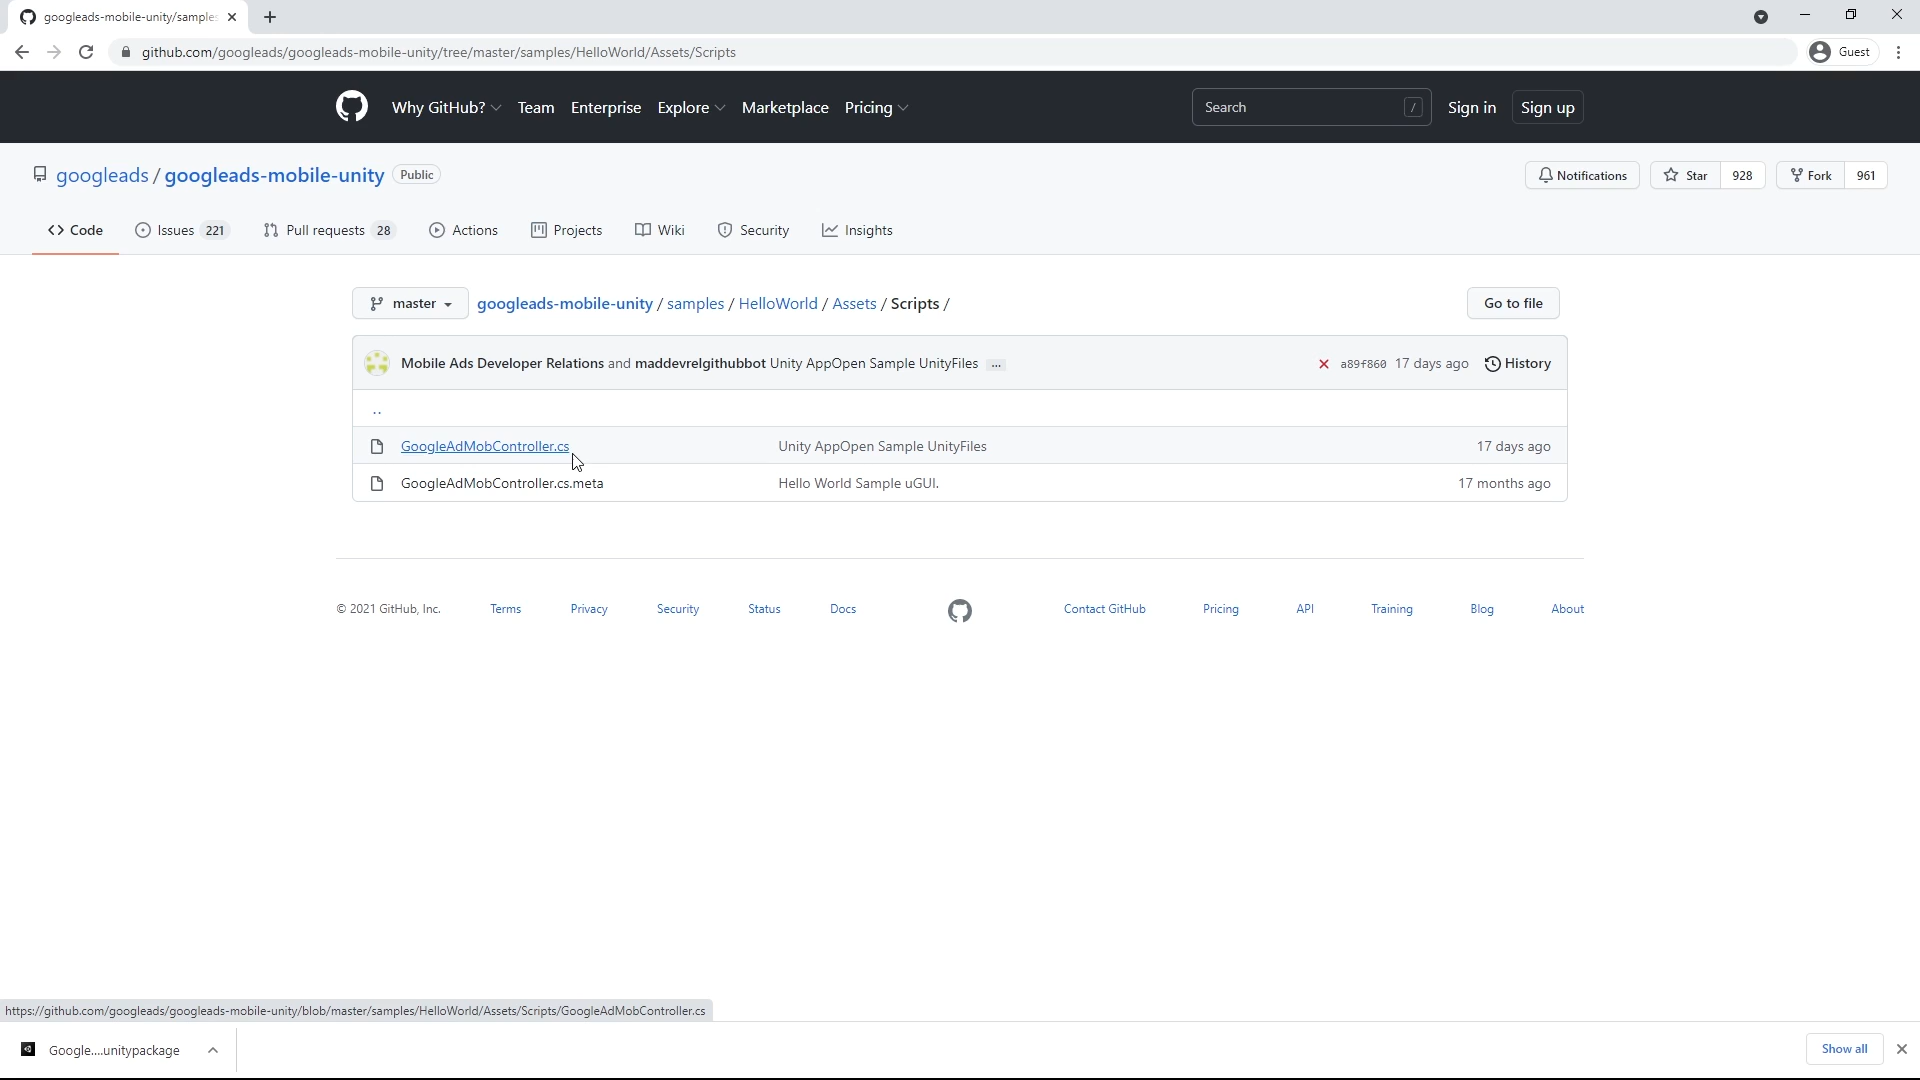 googleads-mobile-unity/samples
github.com/googleads/googleads-mobile-unity/tree/master/samples/HelloWorld/Assets/Scripts
Guest
Why GitHub? Team Enterprise Explore Marketplace Pricing Search / Sign in Sign up
googleads / googleads-mobile-unity Public Notifications Star 928 Fork 961
Code Issues 221 Pull requests 28 Actions Projects Wiki Security Insights
master googleads-mobile-unity / samples / HelloWorld / Assets / Scripts / Go to file
Mobile Ads Developer Relations and maddevrelgithubbot Unity AppOpen Sample UnityFiles ... a89f860 17 days ago History
..
GoogleAdMobController.cs Unity AppOpen Sample UnityFiles 17 days ago
GoogleAdMobController.cs.meta Hello World Sample uGUI. 17 months ago
© 2021 GitHub, Inc. Terms Privacy Security Status Docs Contact GitHub Pricing API Training Blog About
https://github.com/googleads/googleads-mobile-unity/blob/master/samples/HelloWorld/Assets/Scripts/GoogleAdMobController.cs
Google....unitypackage Show all